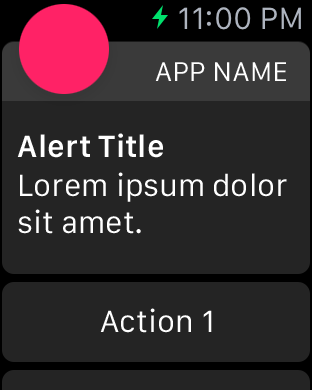 11:00 PM
APP NAME
Alert Title
Lorem ipsum dolor
sit amet.
Action 1